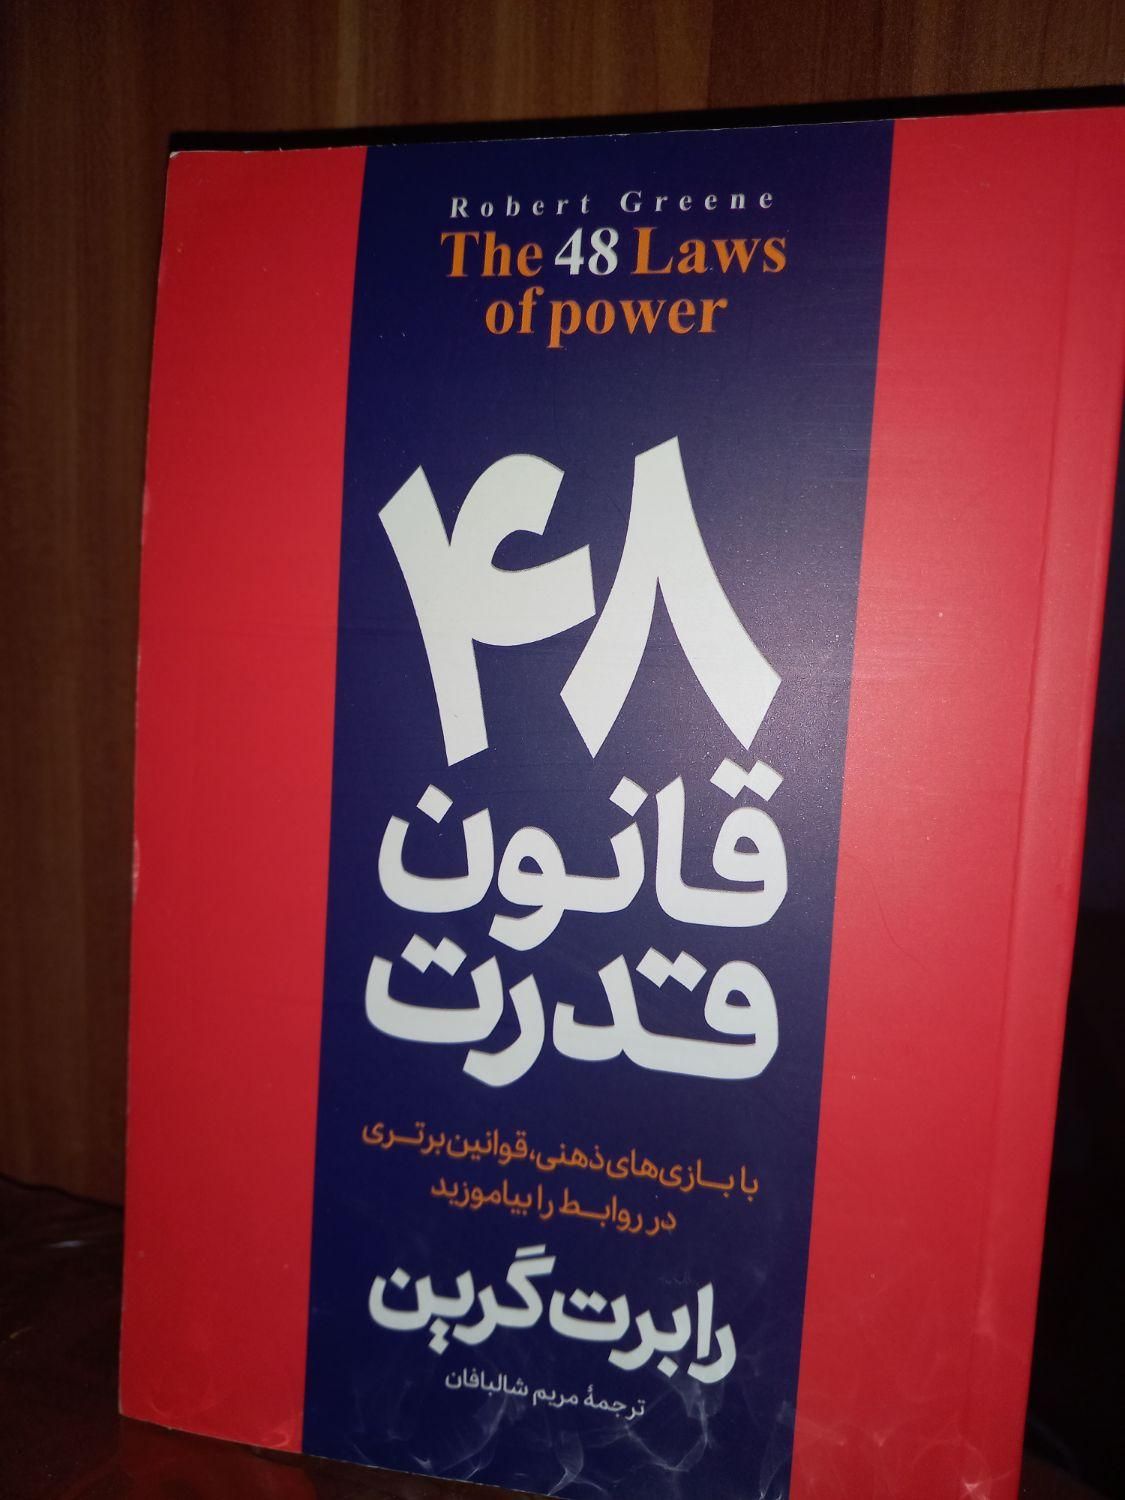 Robert Greene
The 48 Laws
of power
۴۸
قانون
قدرت
با بازی‌های ذهنی، قوانین برتری
در روابط را بیاموزید
رابرت گرین
ترجمهٔ مریم شالبافان